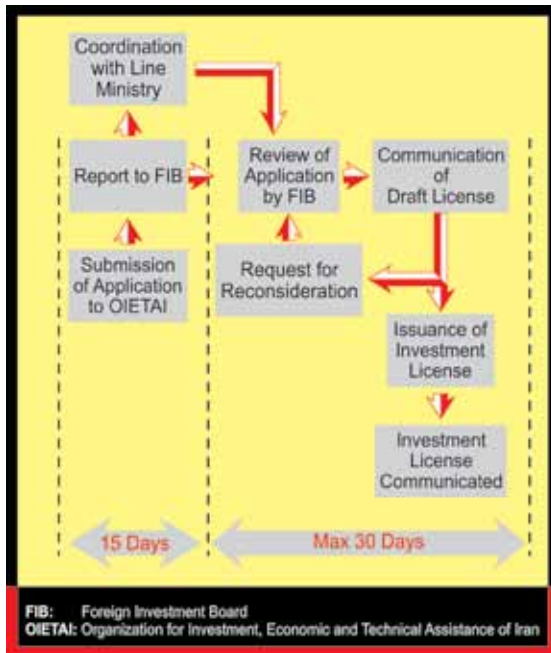 Coordination
with Line
Ministry
Report to FIB
Review of
Application
by FIB
Communication
of
Draft License
Submission
of Application
to OIETAI
Request for
Reconsideration
Issuance of
Investment
License
Investment
License
Communicated
15 Days
Max 30 Days
FIB: Foreign Investment Board
OIETAI: Organization for Investment, Economic and Technical Assistance of Iran